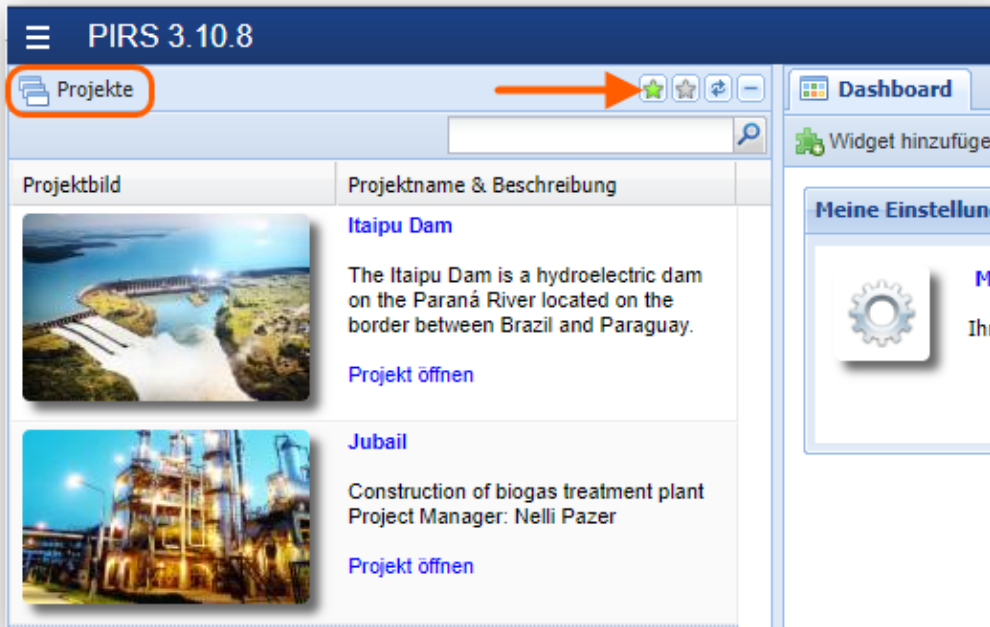 PIRS 3.10.8
Projekte
Dashboard
Widget hinzufüge
Projektbild
Projektname & Beschreibung
Meine Einstellun
Itaipu Dam
The Itaipu Dam is a hydroelectric dam
on the Paraná River located on the
border between Brazil and Paraguay.
Projekt öffnen
M
Ih
Jubail
Construction of biogas treatment plant
Project Manager: Nelli Pazer
Projekt öffnen